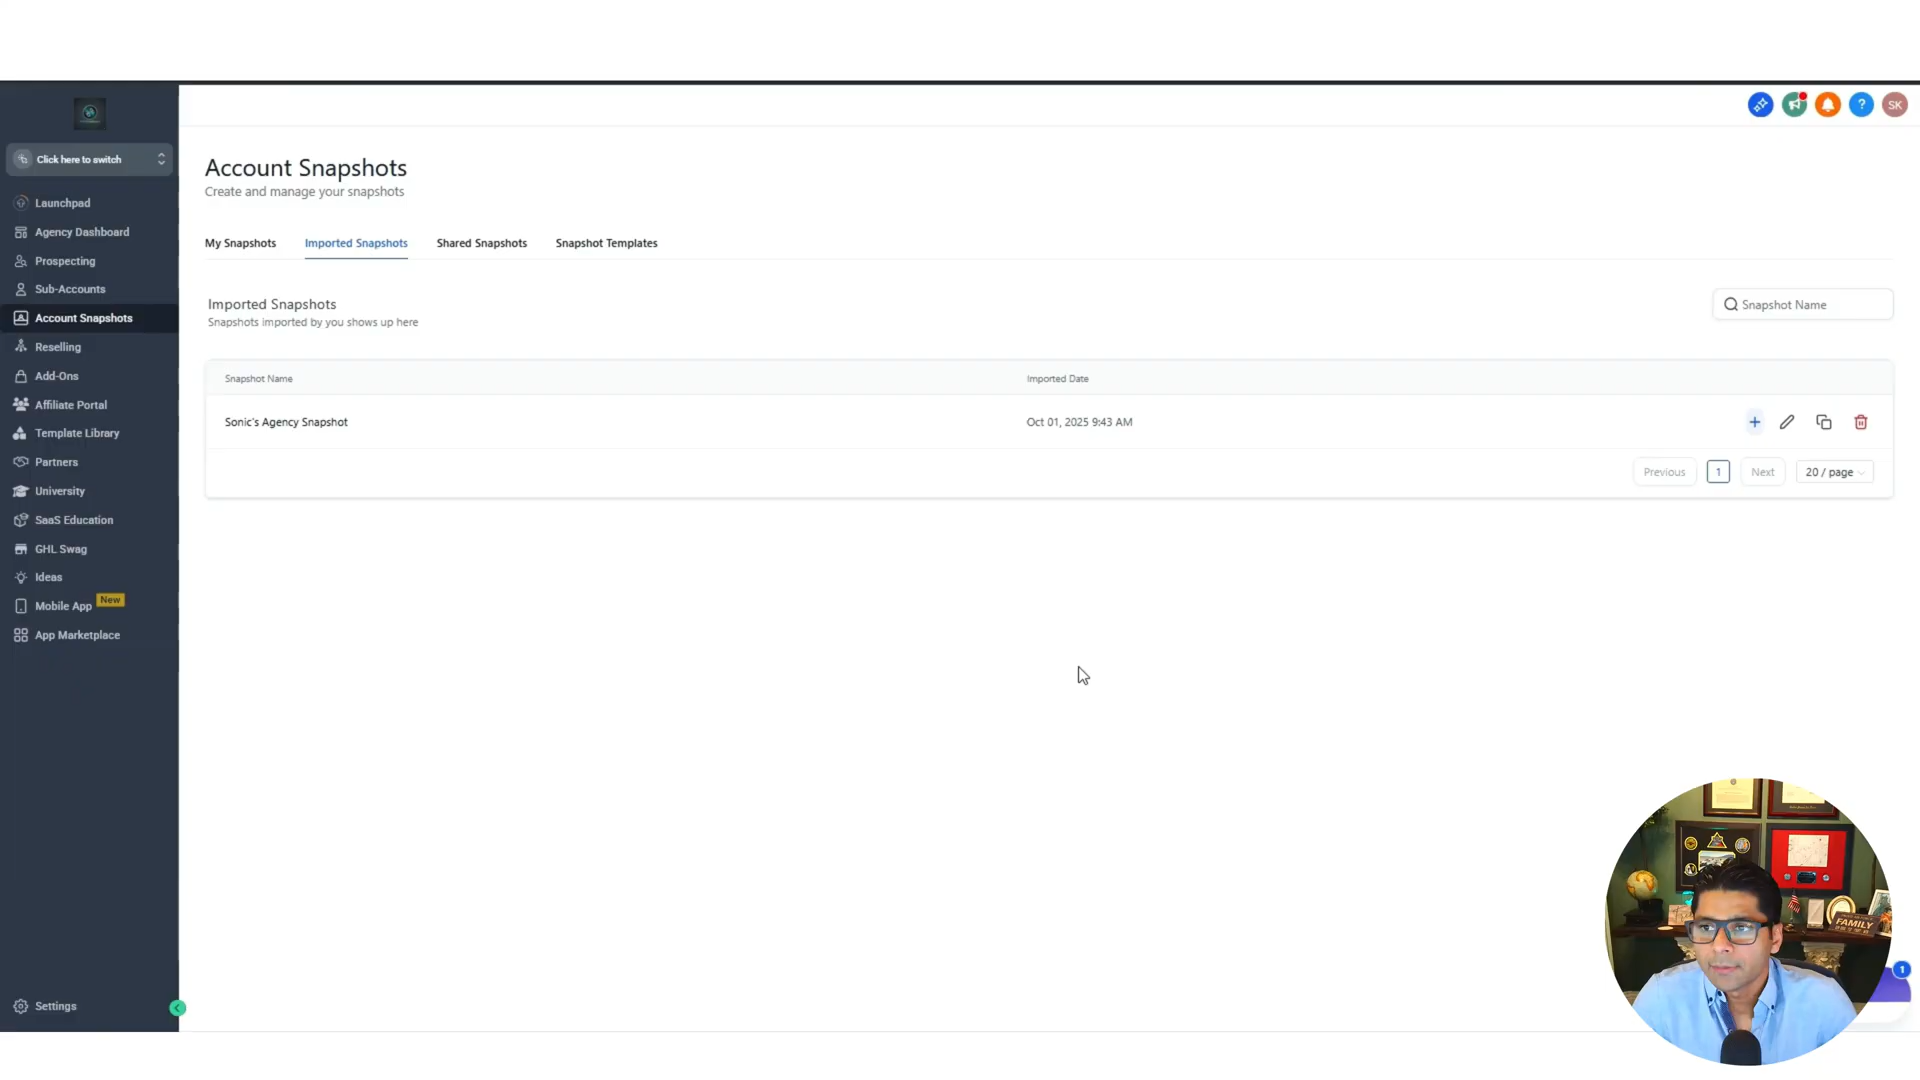 SK
Click here to switch
Launchpad
Agency Dashboard
Prospecting
Sub-Accounts
Account Snapshots
Reselling
Add-Ons
Affiliate Portal
Template Library
Partners
University
SaaS Education
GHL Swag
Ideas
Mobile App New
App Marketplace
Settings
Account Snapshots
Create and manage your snapshots
My Snapshots Imported Snapshots Shared Snapshots Snapshot Templates
Imported Snapshots
Snapshots imported by you shows up here
Snapshot Name
Snapshot Name Imported Date
Sonic's Agency Snapshot Oct 01, 2025 9:43 AM
Previous 1 Next 20 / page
FAMILY
1